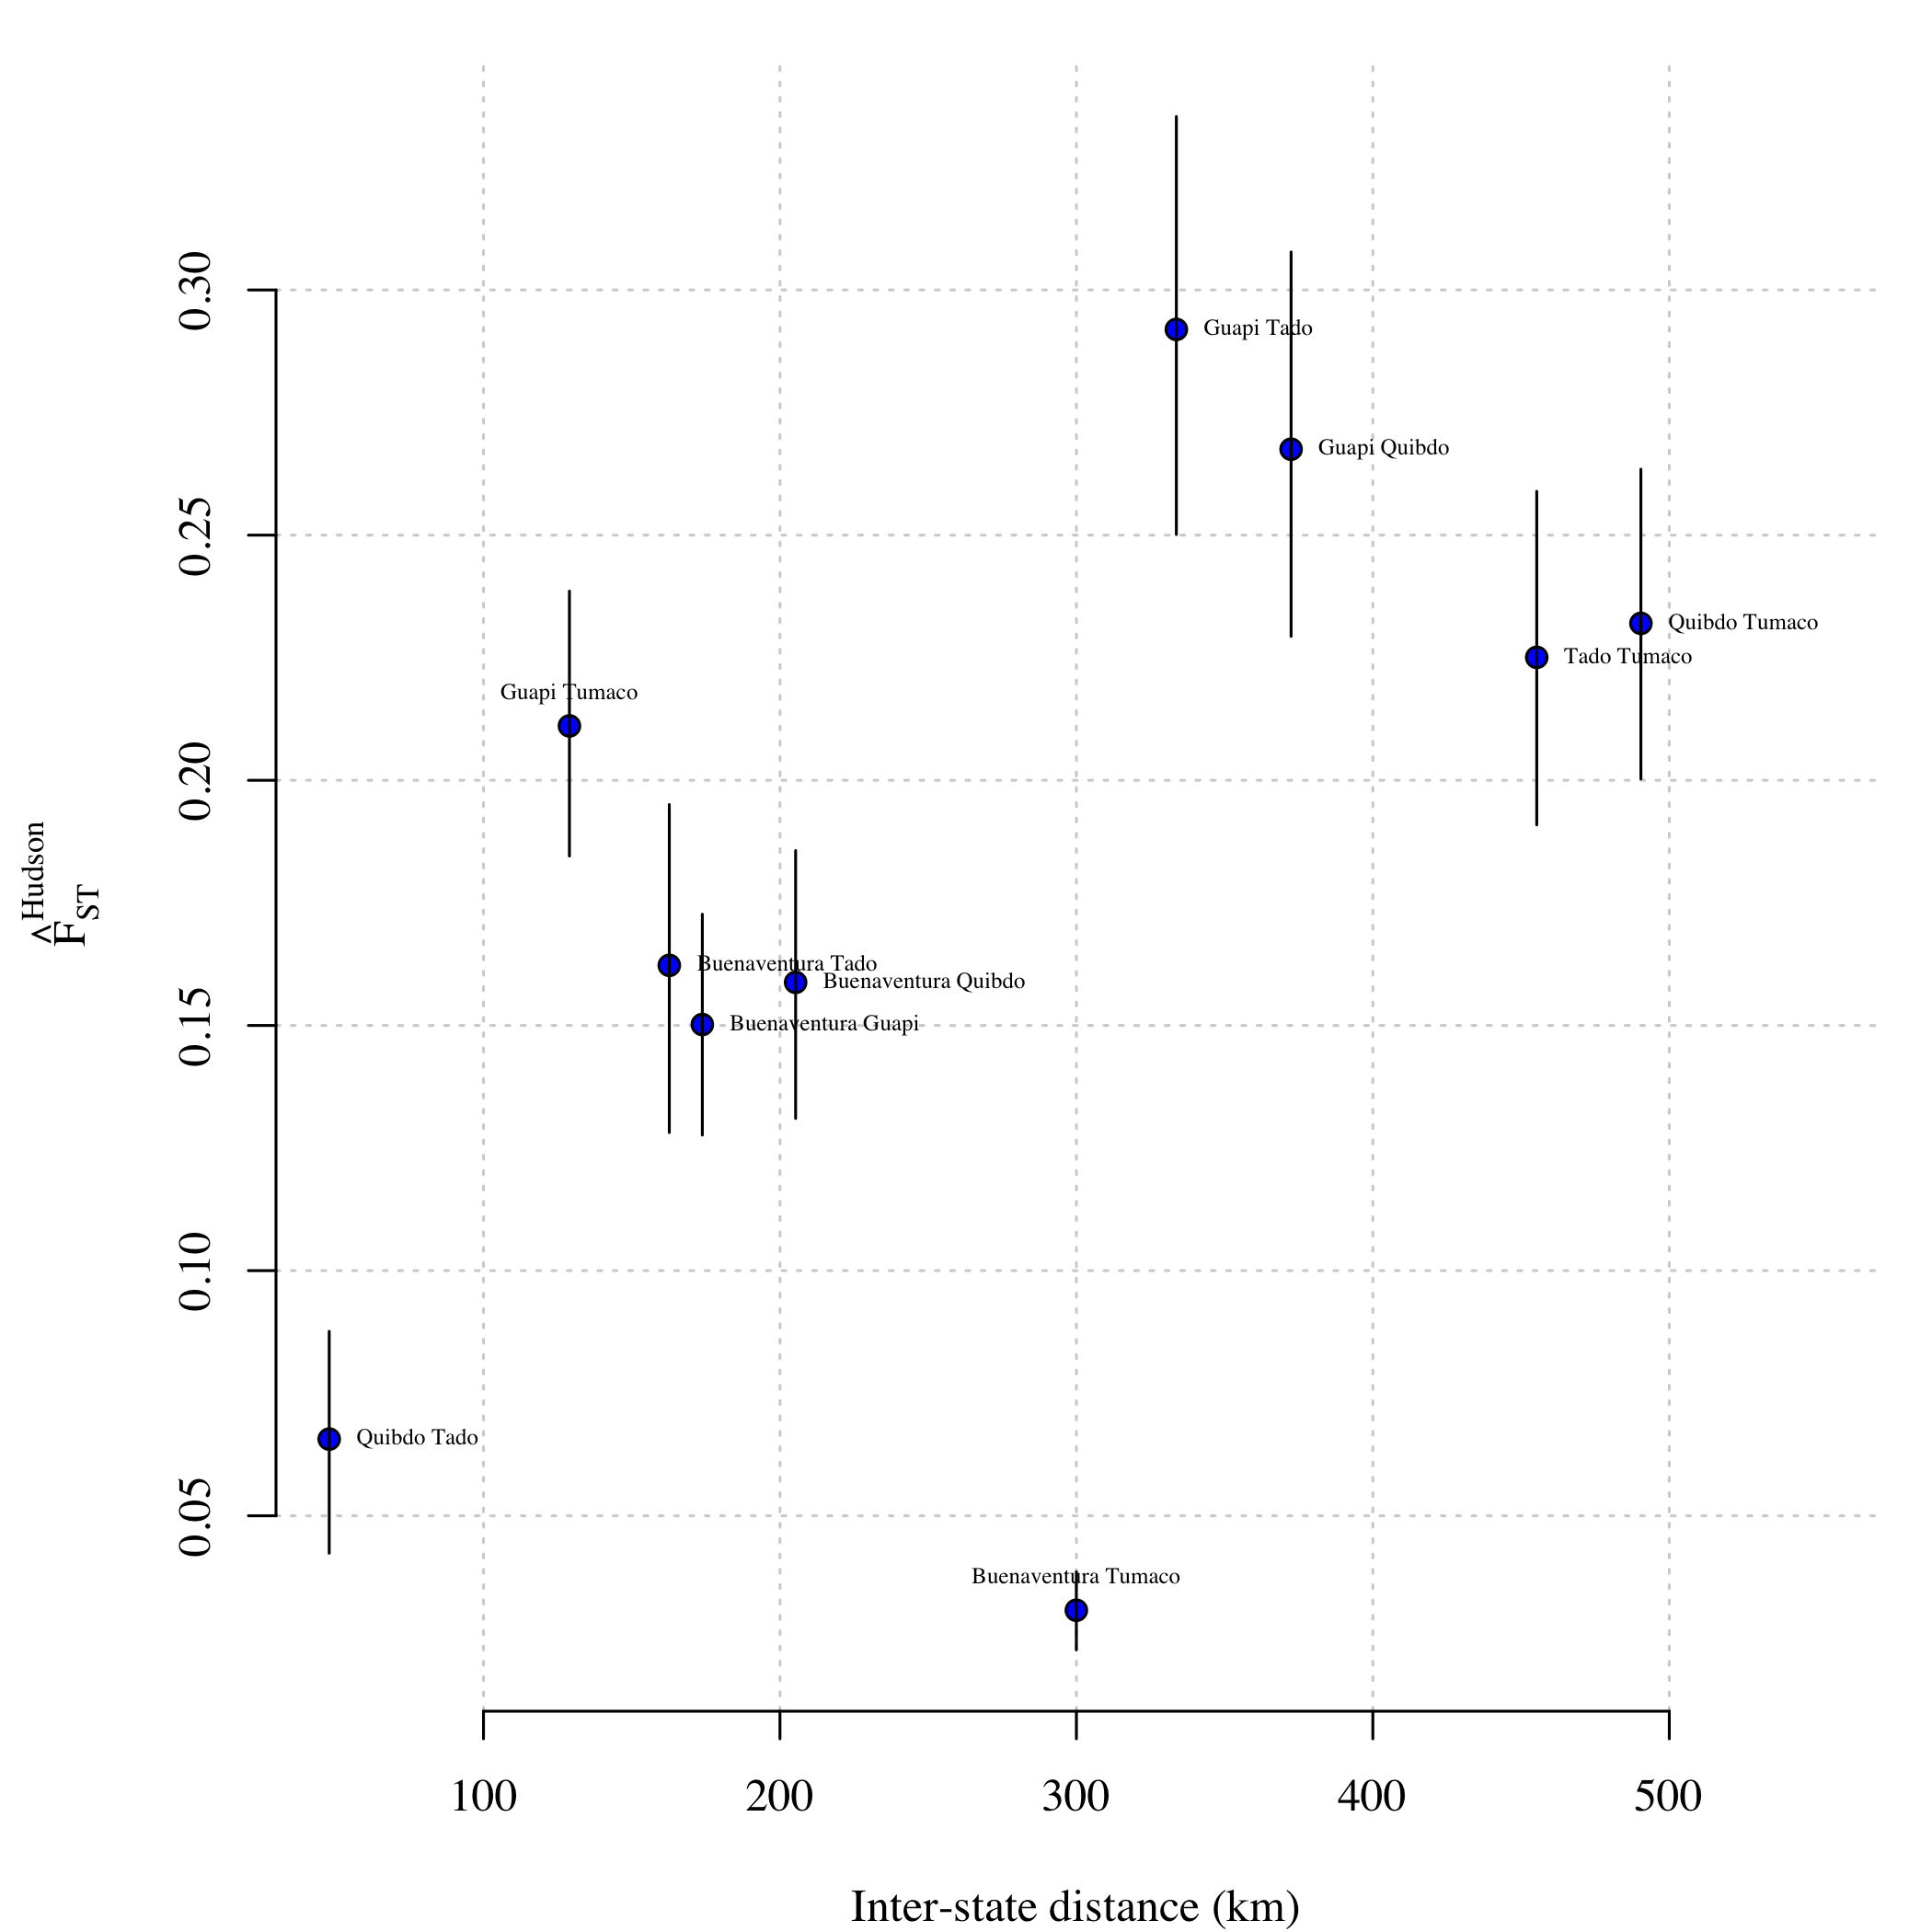 0.30
0.25
0.20
0.15
0.10
0.05
F̂ST Hudson
Guapi Tado
Guapi Quibdo
Quibdo Tumaco
Tado Tumaco
Guapi Tumaco
Buenaventura Tado
Buenaventura Quibdo
Buenaventura Guapi
Quibdo Tado
Buenaventura Tumaco
100 200 300 400 500
Inter-state distance (km)